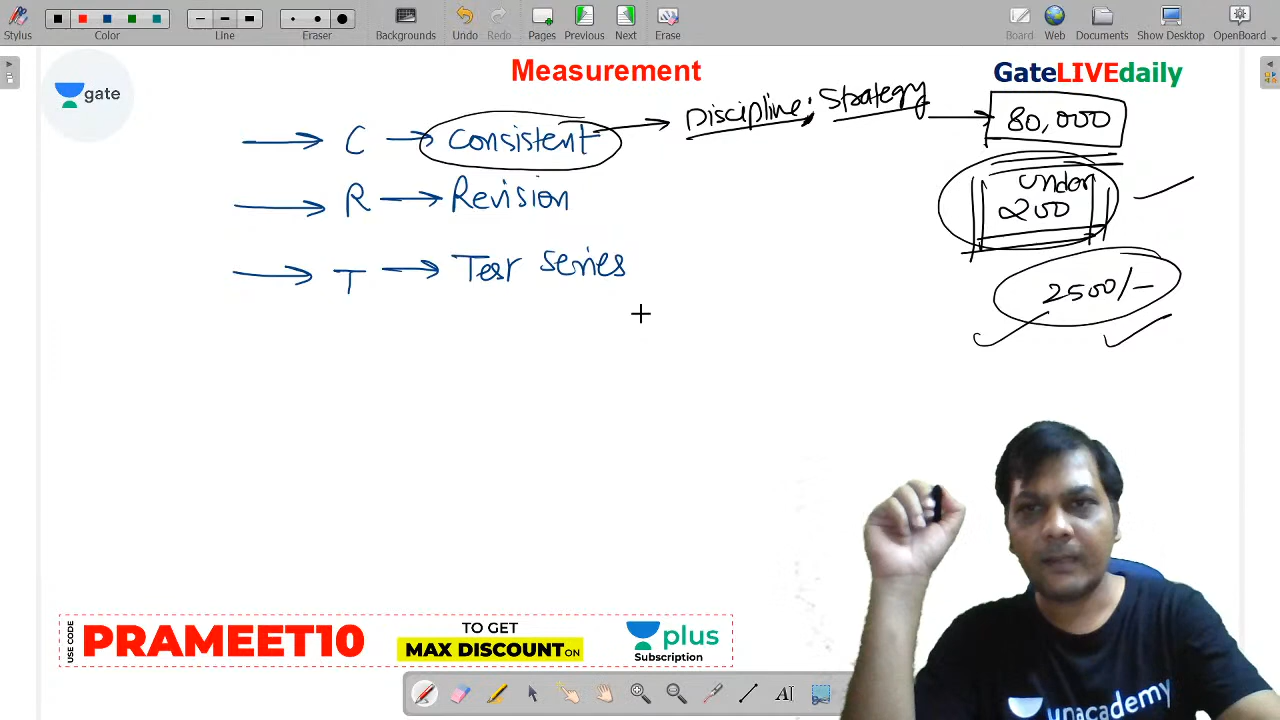 Stylus
Color
Line
Eraser
Backgrounds
Undo
Redo
Pages
Previous
Next
Erase
Board
Web
Documents
Show Desktop
OpenBoard
gate
Measurement
GateLIVEdaily
C → Consistent → Discipline; Strategy → 80,000
R → Revision
under
200
T → Test series
2500/-
USE CODE
PRAMEET10
TO GET
MAX DISCOUNT ON
plus
Subscription
unacademy